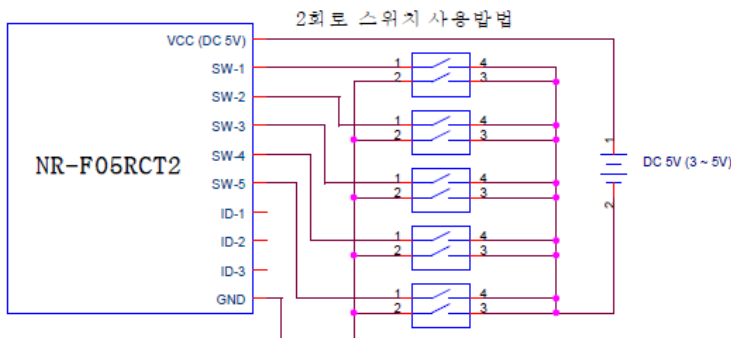 2회로 스위치 사용밥법
VCC (DC 5V)
SW-1
SW-2
SW-3
SW-4
SW-5
ID-1
ID-2
ID-3
GND
NR-F05RCT2
1 4
2 3
1 4
2 3
1 4
2 3
1 4
2 3
1 4
2 3
1
DC 5V (3 ~ 5V)
2